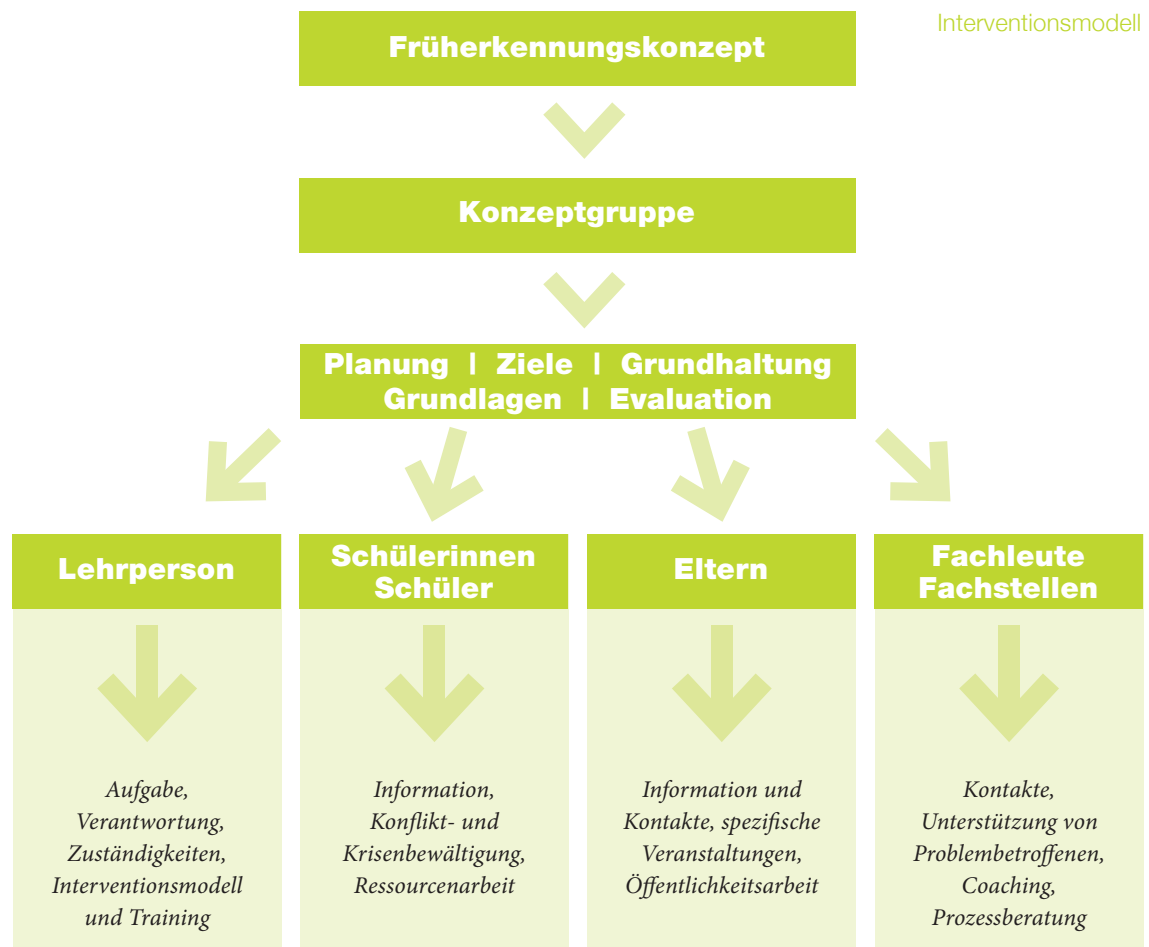 Interventionsmodell
Früherkennungskonzept
Konzeptgruppe
Planung | Ziele | Grundhaltung
Grundlagen | Evaluation
Lehrperson
Aufgabe,
Verantwortung,
Zuständigkeiten,
Interventionsmodell
und Training
Schülerinnen
Schüler
Information,
Konflikt- und
Krisenbewältigung,
Ressourcenarbeit
Eltern
Information und
Kontakte, spezifische
Veranstaltungen,
Öffentlichkeitsarbeit
Fachleute
Fachstellen
Kontakte,
Unterstützung von
Problembetroffenen,
Coaching,
Prozessberatung